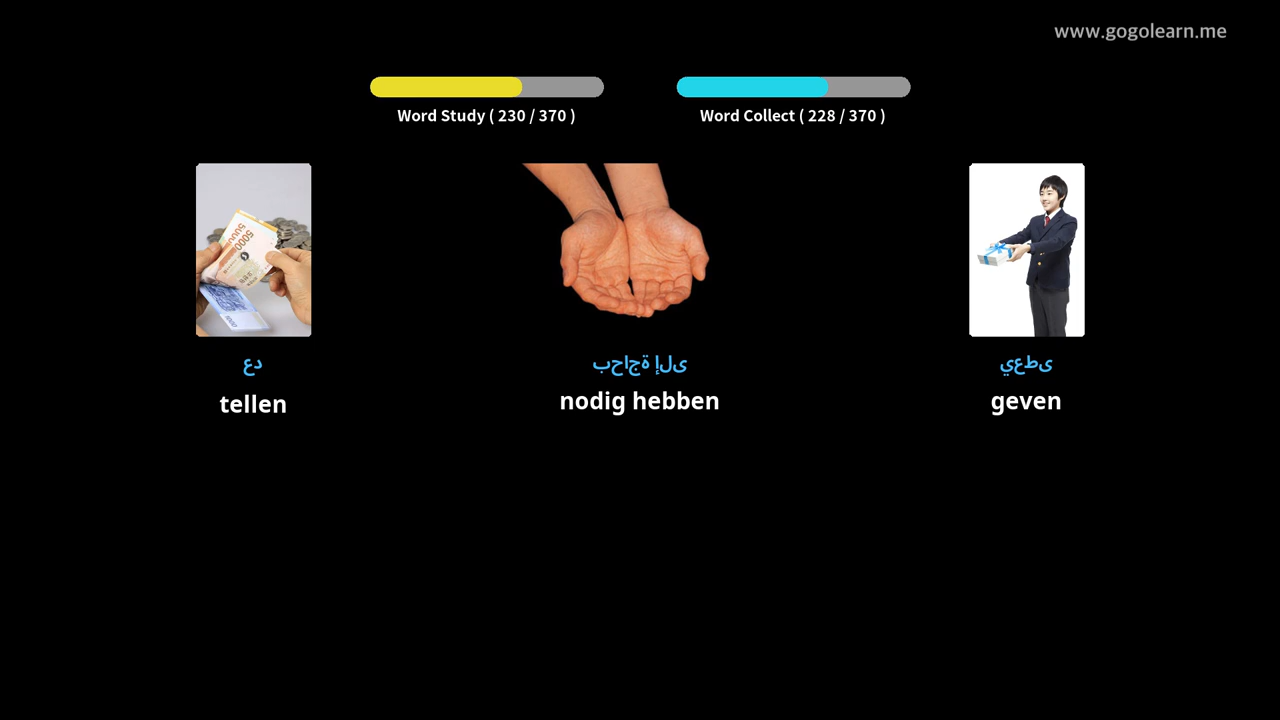 www.gogolearn.me
Word Study ( 230 / 370 )
Word Collect ( 228 / 370 )
عد
بحاجة إلى
يعطى
tellen
nodig hebben
geven